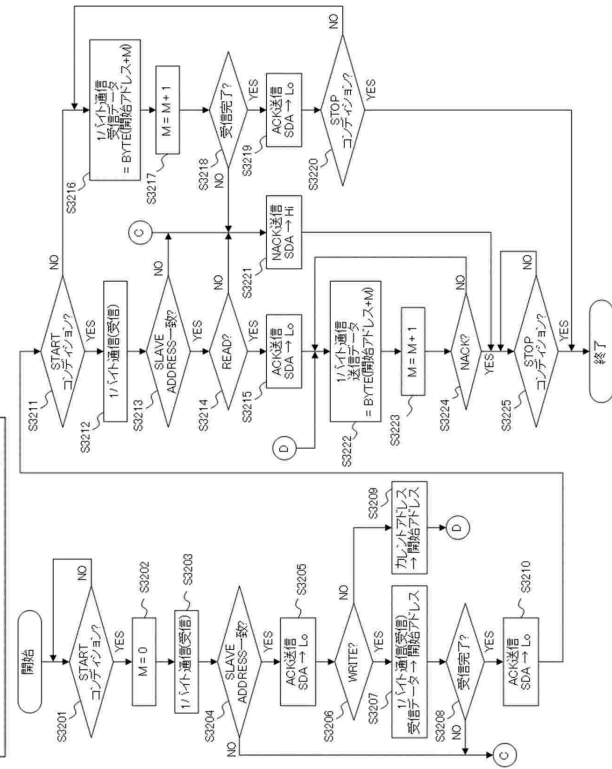 開始
START
コンディション?
S3201
NO
YES
M = 0
S3202
1バイト通信(受信)
S3203
SLAVE
ADDRESS一致?
S3204
NO
YES
ACK送信
SDA → Lo
S3205
WRITE?
S3206
NO
YES
1バイト通信(受信)
受信データ → 開始アドレス
S3207
カレントアドレス
→ 開始アドレス
S3209
D
受信完了?
S3208
NO
YES
C
ACK送信
SDA → Lo
S3210
START
コンディション?
S3211
NO
YES
1バイト通信(受信)
S3212
SLAVE
ADDRESS一致?
S3213
NO
YES
READ?
S3214
NO
YES
ACK送信
SDA → Lo
S3215
D
1バイト通信
送信データ
= BYTE(開始アドレス+M)
S3222
M = M + 1
S3223
NACK?
S3224
NO
YES
STOP
コンディション?
S3225
NO
YES
終了
1バイト通信
受信データ
= BYTE(開始アドレス+M)
S3216
M = M + 1
S3217
受信完了?
S3218
NO
YES
ACK送信
SDA → Lo
S3219
STOP
コンディション?
S3220
NO
YES
C
NACK送信
SDA → Hi
S3221